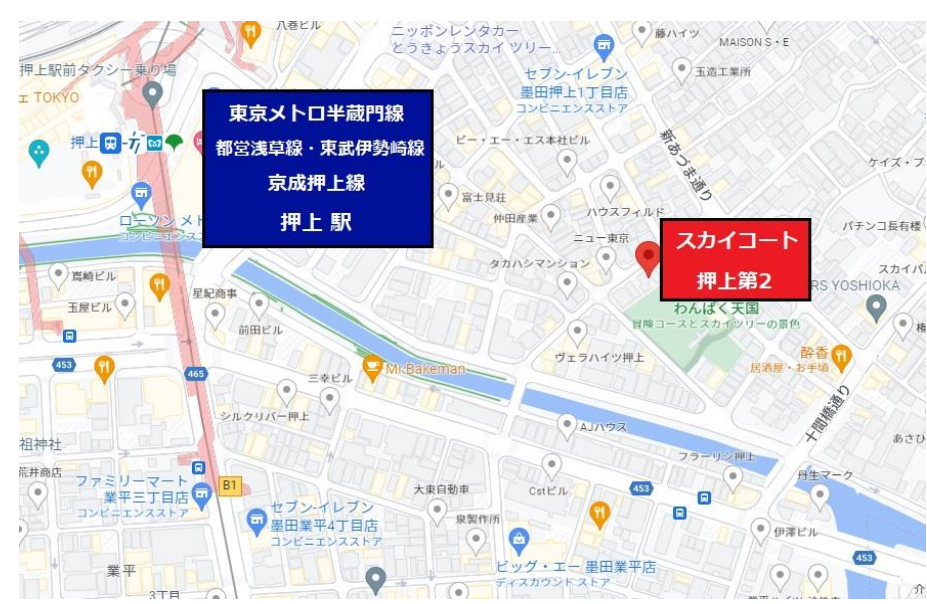 八巻ビル
ニッポンレンタカー
とうきょうスカイツリー...
藤ハイツ
MAISON S・E
押上駅前タクシー乗り場
セブン-イレブン
墨田押上1丁目店
コンビニエンスストア
玉造工業所
TOKYO
東京メトロ半蔵門線
都営浅草線・東武伊勢崎線
京成押上線
押上 駅
押上
ビー・エー・エス本社ビル
新あづま通り
ケイズ・プ
富士見荘
ローソン メト
コンビニエンス
仲田産業
ハウスフィルド
ニュー東京
スカイコート
押上第2
パチンコ長有楼
タカハシマンション
スカイパ
RS YOSHIOKA
嶌崎ビル
星紀商事
玉屋ビル
わんぱく天国
冒険コースとスカイツリーの景色
前田ビル
ヴェラハイツ押上
酔香
居酒屋・お手頃
453
465
Mr.Bakeman
三幸ビル
シルクリバー押上
AJハウス
十間橋通り
祖神社
あさひ
フラーリン押上
荒井商店
ファミリーマート
業平三丁目店
コンビニエンスストア
B1
大東自動車
Cstビル
453
丹生マーク
セブン-イレブン
墨田業平4丁目店
コンビニエンスストア
泉製作所
伊澤ビル
ビッグ・エー 墨田業平店
ディスカウントストア
453
業平
3丁目
介